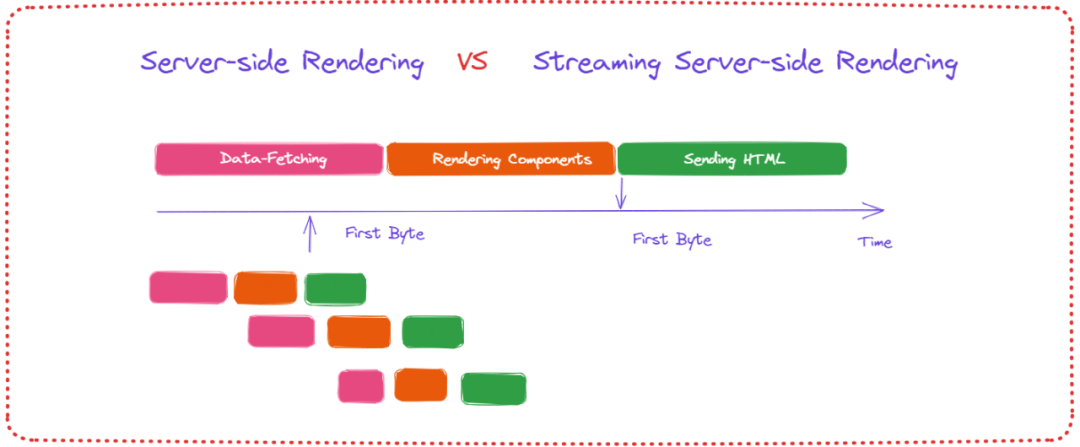 Server-side Rendering VS Streaming Server-side Rendering
Data-Fetching Rendering Components Sending HTML
First Byte First Byte Time